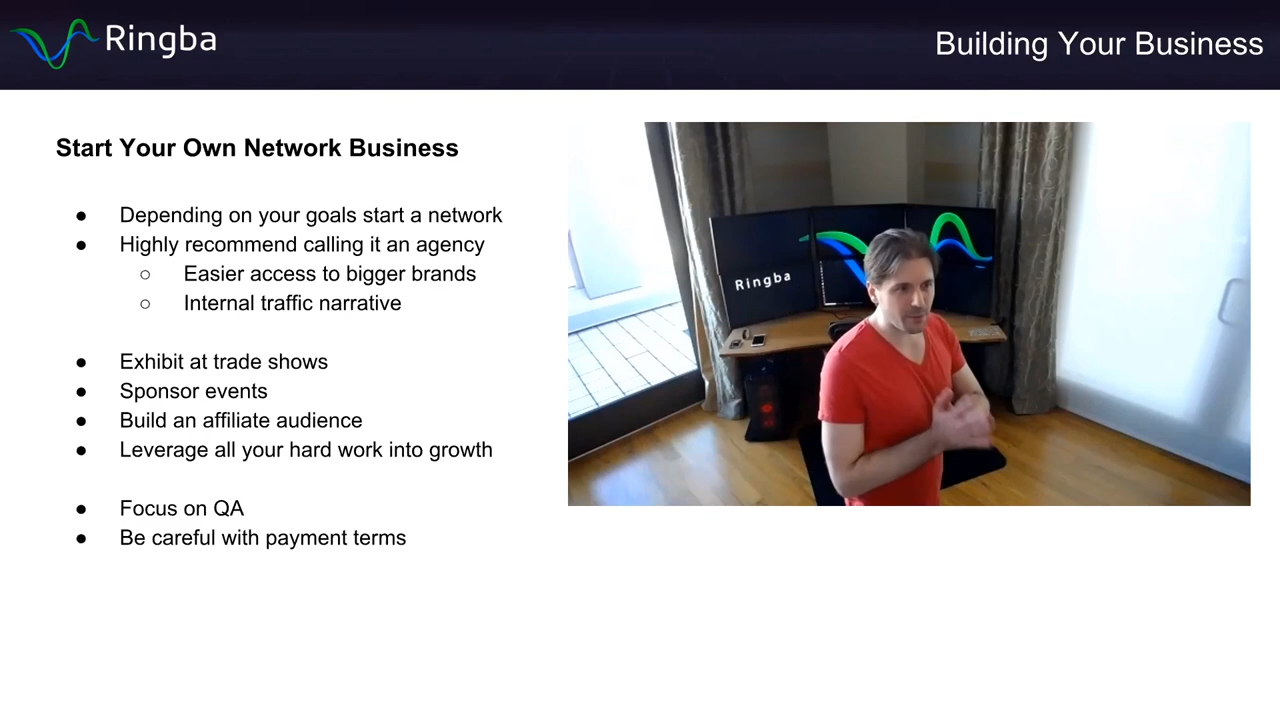 Ringba
Building Your Business
Start Your Own Network Business
● Depending on your goals start a network
● Highly recommend calling it an agency
○ Easier access to bigger brands
○ Internal traffic narrative
● Exhibit at trade shows
● Sponsor events
● Build an affiliate audience
● Leverage all your hard work into growth
● Focus on QA
● Be careful with payment terms
Ringba